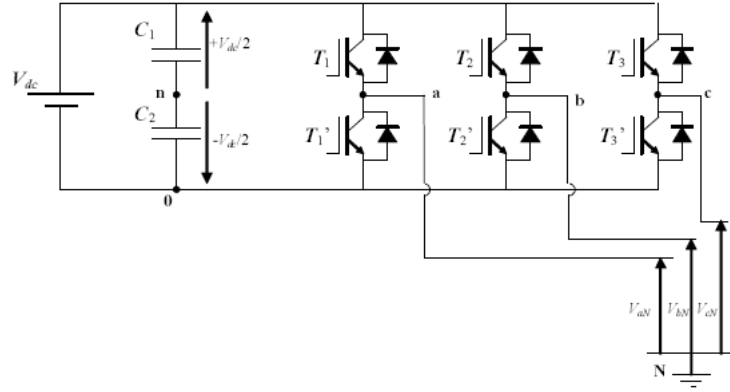 C1
+Vdc/2
T1
T2
T3
Vdc
n
a
b
c
C2
-Vdc/2
T1’
T2’
T3’
0
VaN
VbN
VcN
N